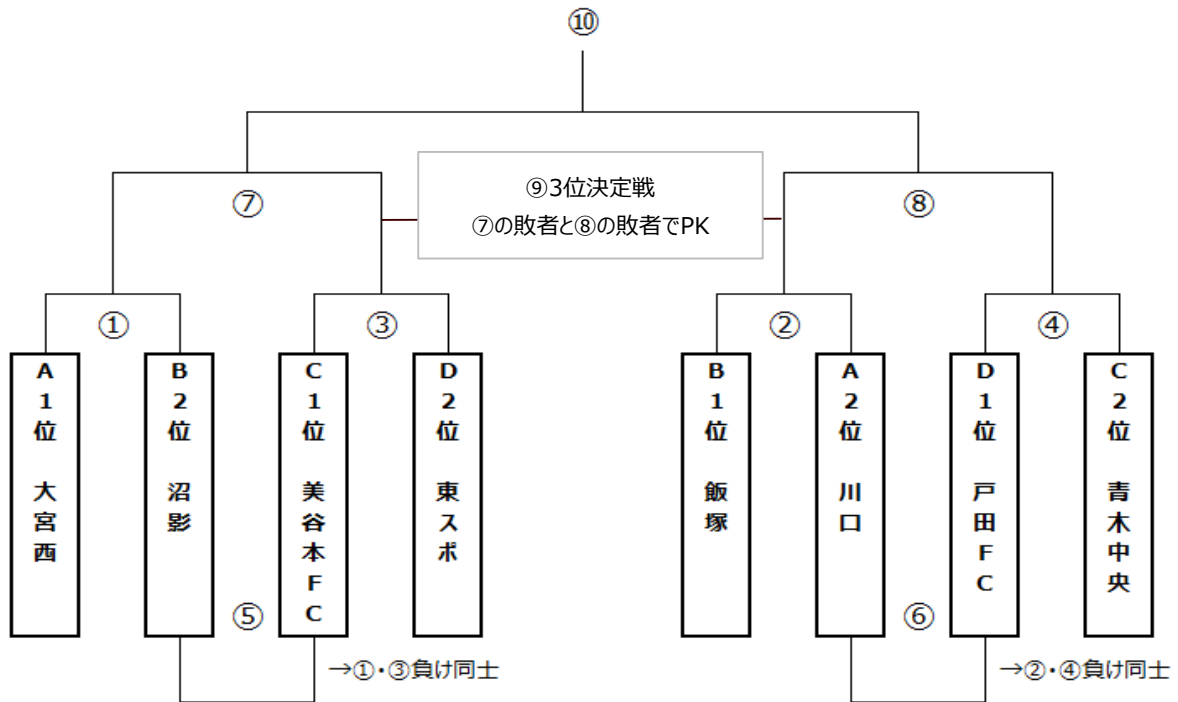 ⑩
⑨3位決定戦
⑦の敗者と⑧の敗者でPK
⑦
⑧
①
③
②
④
A1位 大宮西
B2位 沼影
C1位 美谷本FC
D2位 東スポ
B1位 飯塚
A2位 川口
D1位 戸田FC
C2位 青木中央
⑤
⑥
→①・③負け同士
→②・④負け同士